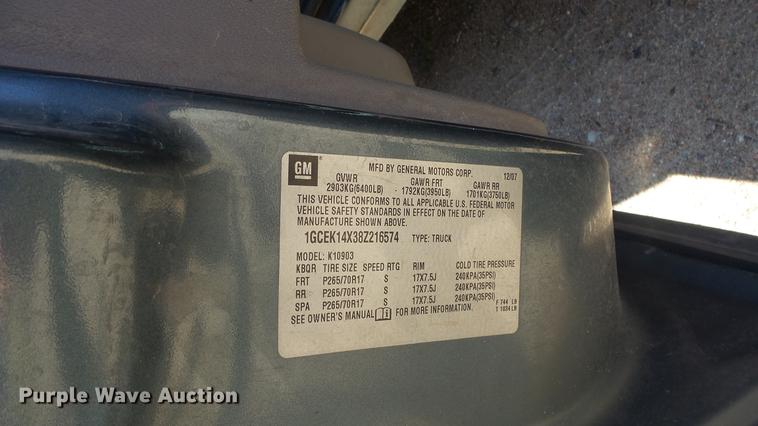 GM
MFD BY GENERAL MOTORS CORP. 12/07
GVWR GAWR FRT GAWR RR
2903KG(6400LB) - 1792KG(3950LB) 1701KG(3750LB)
THIS VEHICLE CONFORMS TO ALL APPLICABLE U.S. FEDERAL MOTOR
VEHICLE SAFETY STANDARDS IN EFFECT ON THE DATE OF
MANUFACTURE SHOWN ABOVE.
1GCEK14X38Z216574 TYPE: TRUCK
MODEL: K10903
KBQR TIRE SIZE SPEED RTG RIM COLD TIRE PRESSURE
FRT P265/70R17 S 17X7.5J 240KPA(35PSI)
RR P265/70R17 S 17X7.5J 240KPA(35PSI)
SPA P265/70R17 S 17X7.5J 240KPA(35PSI)
F 744 LB
SEE OWNER'S MANUAL i FOR MORE INFORMATION. T 1034 LB
Purple Wave Auction